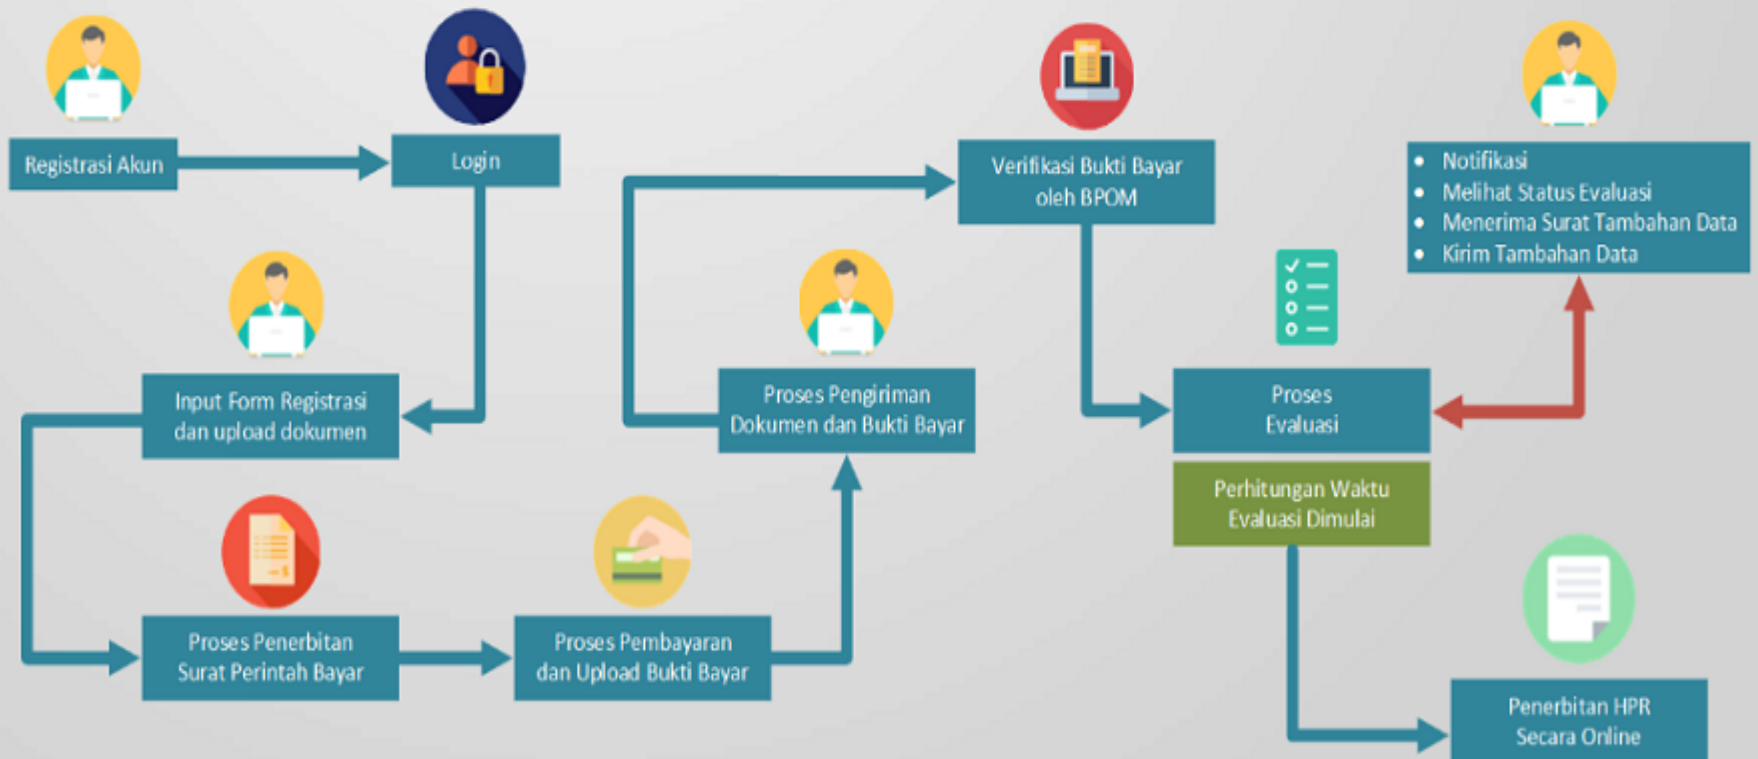 Registrasi Akun
Login
Input Form Registrasi
dan upload dokumen
Proses Penerbitan
Surat Perintah Bayar
Proses Pembayaran
dan Upload Bukti Bayar
Proses Pengiriman
Dokumen dan Bukti Bayar
Verifikasi Bukti Bayar
oleh BPOM
Proses
Evaluasi
Perhitungan Waktu
Evaluasi Dimulai
• Notifikasi
• Melihat Status Evaluasi
• Menerima Surat Tambahan Data
• Kirim Tambahan Data
Penerbitan HPR
Secara Online